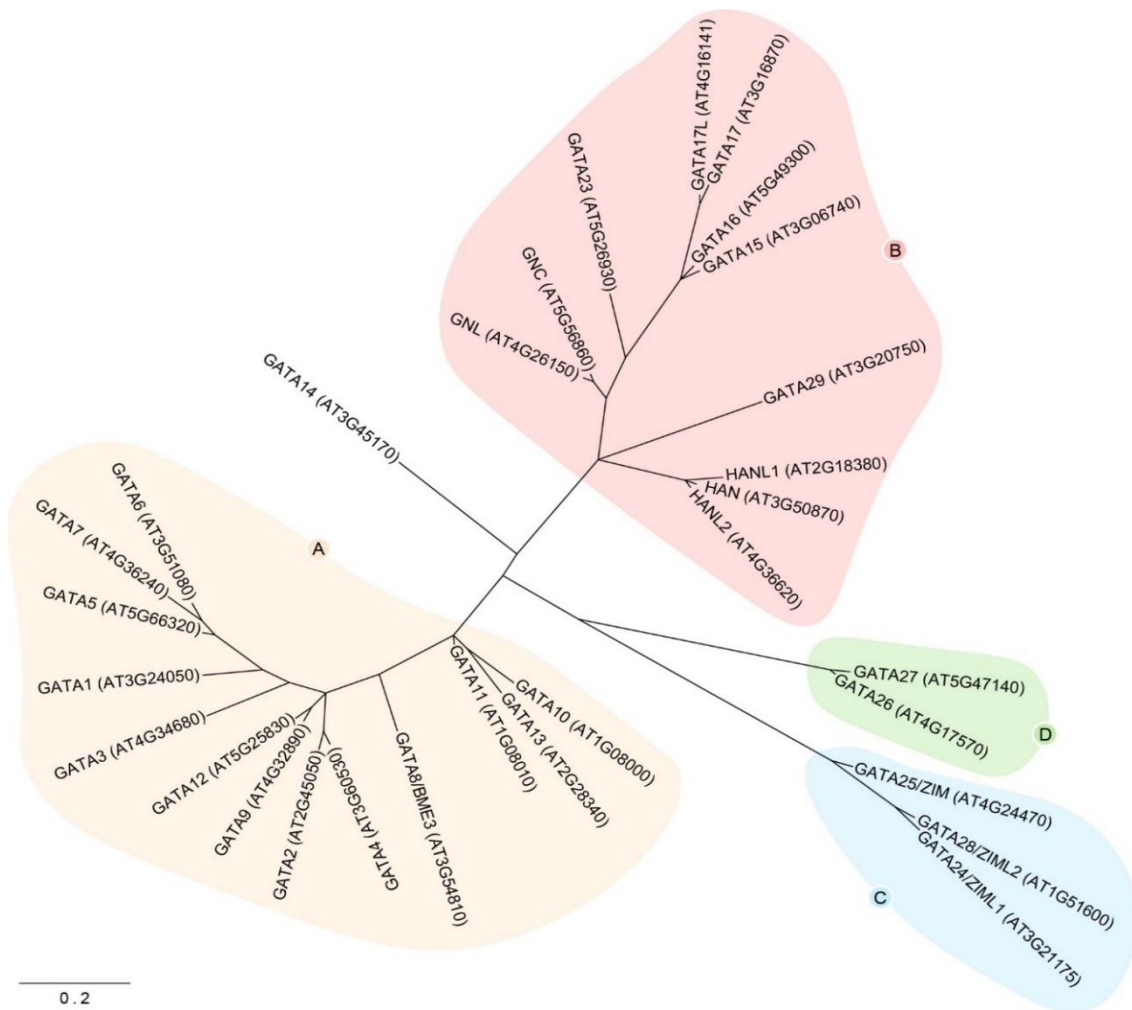 GATA17L (AT4G16141)
GATA17 (AT3G16870)
GATA16 (AT5G49300)
GATA15 (AT3G06740)
GATA23 (AT5G26930)
GNC (AT5G56860)
GNL (AT4G26150)
B
GATA29 (AT3G20750)
HANL1 (AT2G18380)
HAN (AT3G50870)
HANL2 (AT4G36620)
GATA14 (AT3G45170)
A
GATA6 (AT3G51080)
GATA7 (AT4G36240)
GATA5 (AT5G66320)
GATA1 (AT3G24050)
GATA3 (AT4G34680)
GATA12 (AT5G25830)
GATA9 (AT4G32890)
GATA2 (AT2G45050)
GATA4 (AT3G60530)
GATA8/BME3 (AT3G54810)
GATA11 (AT1G08010)
GATA13 (AT2G28340)
GATA10 (AT1G08000)
GATA27 (AT5G47140)
GATA26 (AT4G17570)
D
GATA25/ZIM (AT4G24470)
GATA28/ZIML2 (AT1G51600)
GATA24/ZIML1 (AT3G21175)
C
0.2